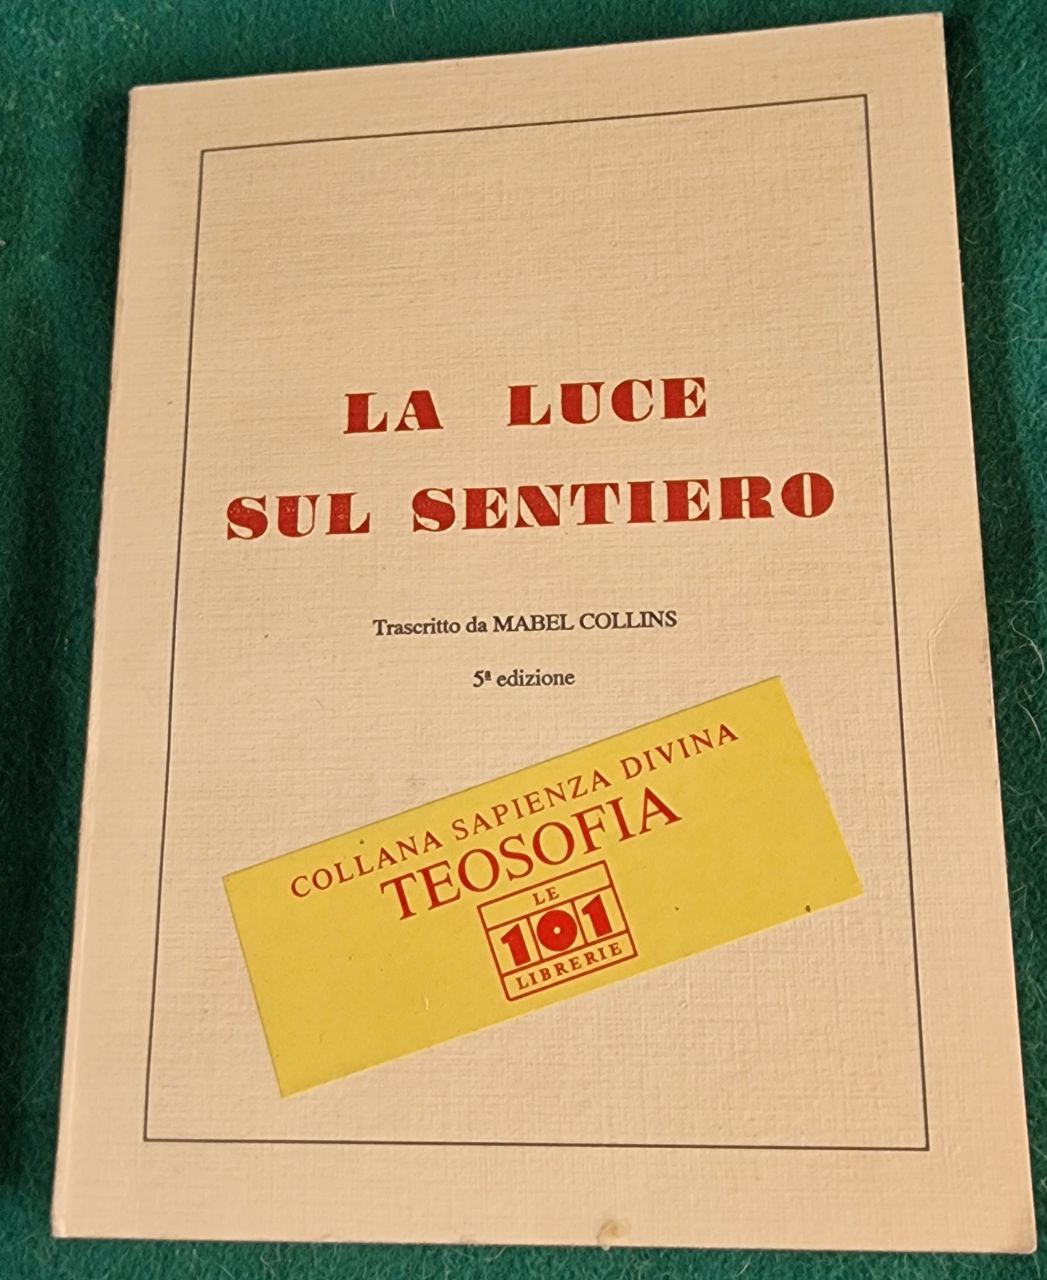 LA LUCE
SUL SENTIERO
Trascritto da MABEL COLLINS
5ª edizione
COLLANA SAPIENZA DIVINA
TEOSOFIA
LE
101
LIBRERIE